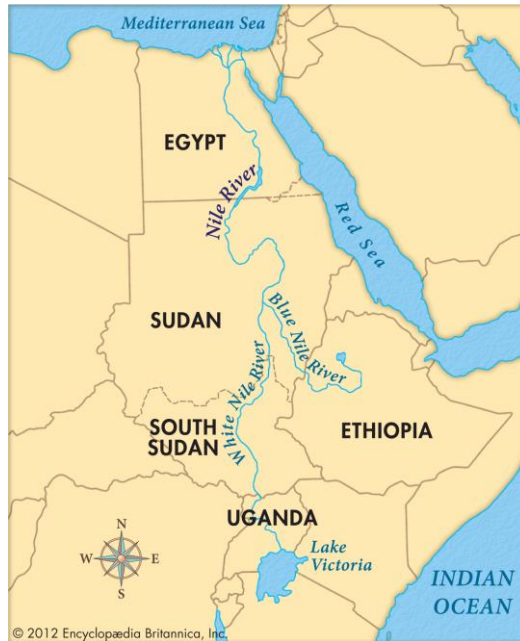 Mediterranean Sea
EGYPT
Nile River
Red Sea
SUDAN
Blue Nile River
White Nile River
SOUTH
SUDAN
ETHIOPIA
UGANDA
Lake
Victoria
N
W
E
S
INDIAN
OCEAN
© 2012 Encyclopædia Britannica, Inc.